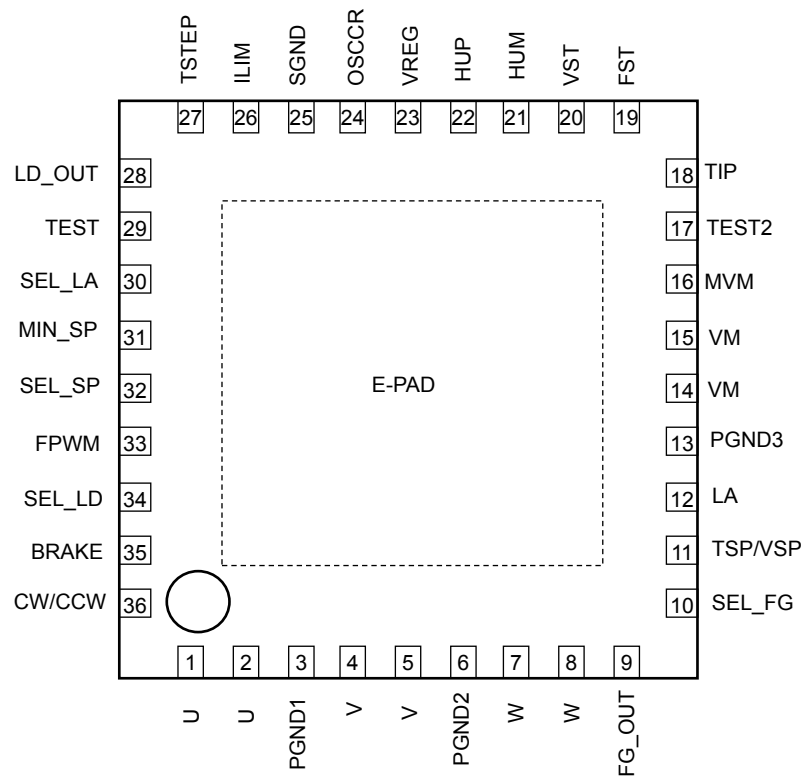 TSTEP ILIM SGND OSCCR VREG HUP HUM VST FST
27 26 25 24 23 22 21 20 19
LD_OUT 28 18 TIP
TEST 29 17 TEST2
SEL_LA 30 16 MVM
MIN_SP 31 15 VM
SEL_SP 32 E-PAD 14 VM
FPWM 33 13 PGND3
SEL_LD 34 12 LA
BRAKE 35 11 TSP/VSP
CW/CCW 36 10 SEL_FG
1 2 3 4 5 6 7 8 9
U U PGND1 V V PGND2 W W FG_OUT